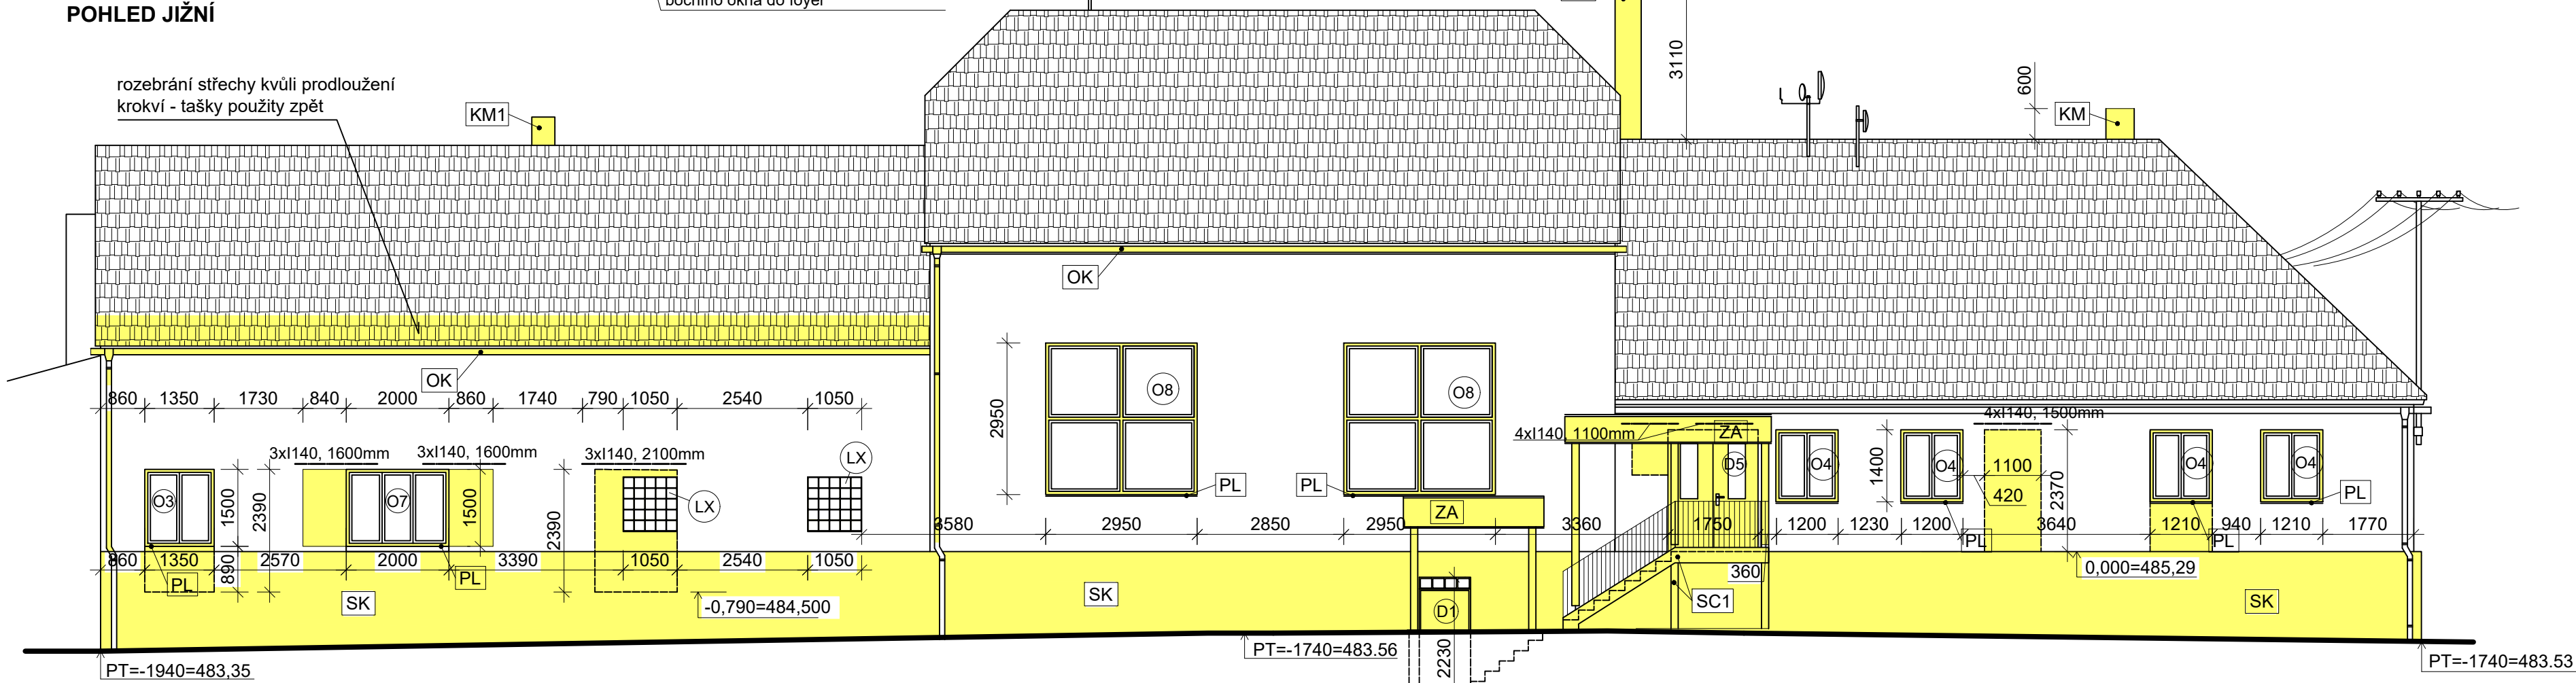 bočního okna do foyer
POHLED JIŽNÍ
rozebrání střechy kvůli prodloužení
krokví - tašky použity zpět
KM1
3110
600
KM
OK
OK
860 1350 1730 840 2000 860 1740 790 1050 2540 1050
3xI140, 1600mm
3xI140, 1600mm
3xI140, 2100mm
LX
LX
O3
1500
2390
O7
1500
2390
890
2950
O8
O8
PL
PL
ZA
4xI140, 1100mm
ZA
D5
4xI140, 1500mm
O4
1400
O4
1100
420
2370
O4
O4
PL
PL
PL
3580 2950 2850 2950 3360 1750 1200 1230 1200 3640 1210 940 1210 1770
860 1350 2570 2000 3390 1050 2540 1050
PL
PL
SK
-0,790=484,500
SK
D1
2230
360
SC1
0,000=485,29
SK
PT=-1940=483,35
PT=-1740=483.56
PT=-1740=483.53